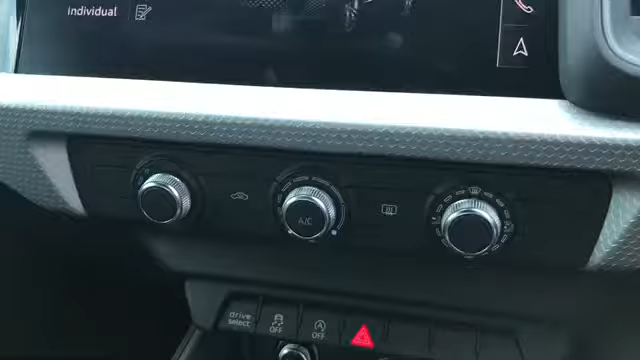 individual
A/C
drive
select
OFF
OFF